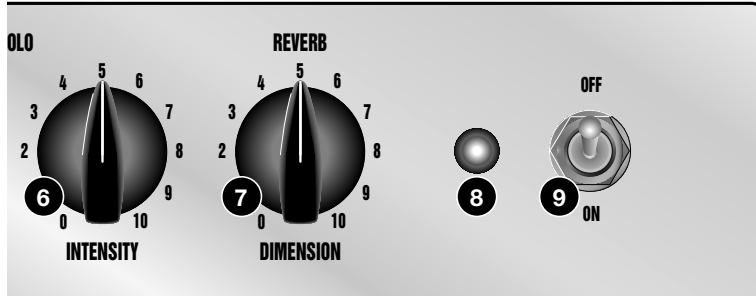 OLO REVERB
5 5
4 6 4 6 OFF
3 7 3 7
2 8 2 8
9 9
6 7 8 9
0 10 0 10 ON
INTENSITY DIMENSION